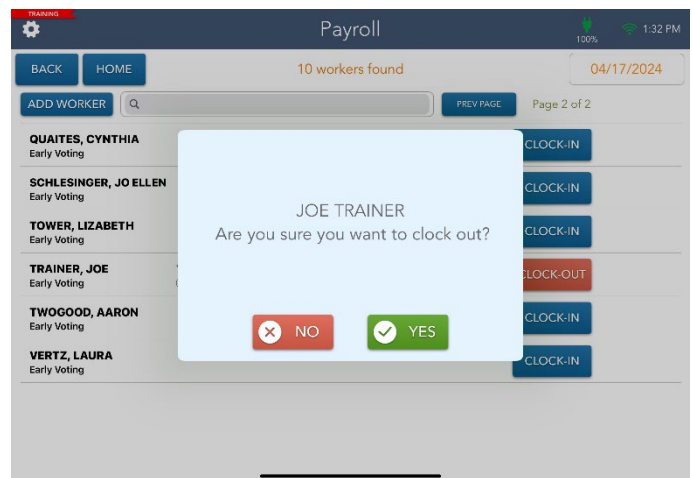 TRAINING
Payroll
100%
1:32 PM
BACK
HOME
10 workers found
04/17/2024
ADD WORKER
PREV PAGE
Page 2 of 2
QUAITES, CYNTHIA
Early Voting
CLOCK-IN
SCHLESINGER, JO ELLEN
Early Voting
CLOCK-IN
TOWER, LIZABETH
Early Voting
CLOCK-IN
TRAINER, JOE
Early Voting
CLOCK-OUT
TWOGOOD, AARON
Early Voting
CLOCK-IN
VERTZ, LAURA
Early Voting
CLOCK-IN
JOE TRAINER
Are you sure you want to clock out?
NO
YES